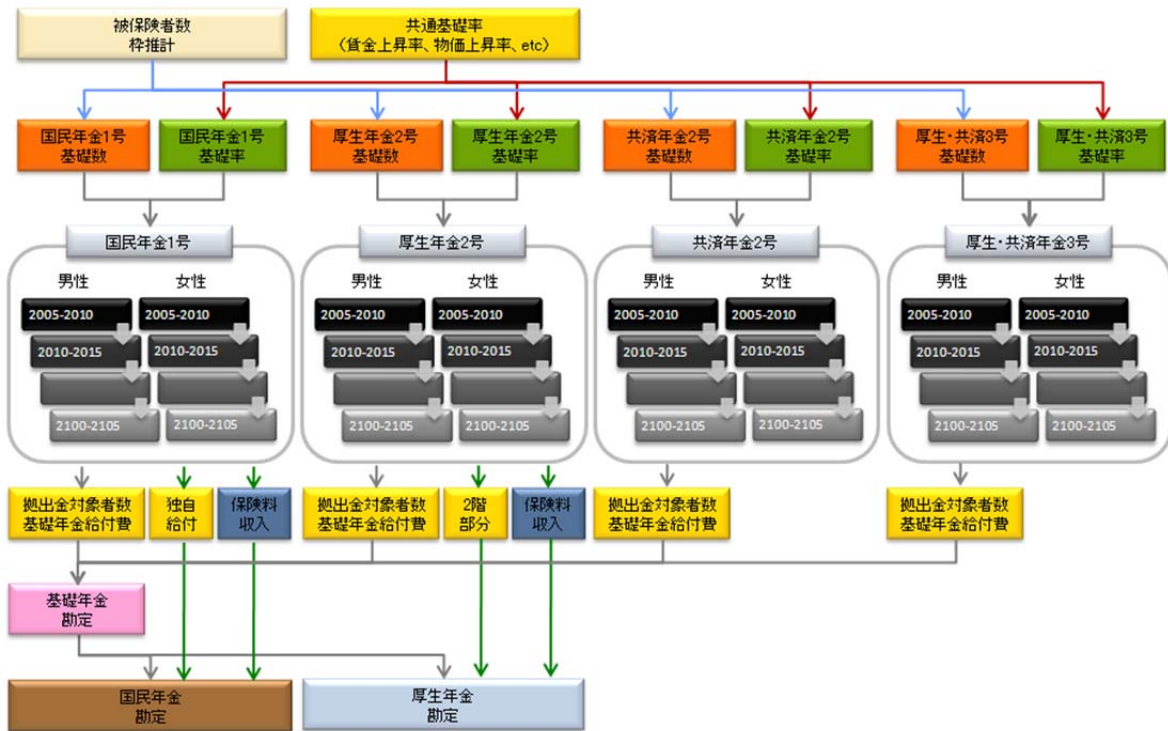 被保険者数
枠推計
共通基礎率
（賃金上昇率、物価上昇率、etc）
国民年金1号
基礎数
国民年金1号
基礎率
厚生年金2号
基礎数
厚生年金2号
基礎率
共済年金2号
基礎数
共済年金2号
基礎率
厚生・共済3号
基礎数
厚生・共済3号
基礎率
国民年金1号
男性
女性
2005-2010
2005-2010
2010-2015
2010-2015
2100-2105
2100-2105
厚生年金2号
男性
女性
2005-2010
2005-2010
2010-2015
2010-2015
2100-2105
2100-2105
共済年金2号
男性
女性
2005-2010
2005-2010
2010-2015
2010-2015
2100-2105
2100-2105
厚生・共済年金3号
男性
女性
2005-2010
2005-2010
2010-2015
2010-2015
2100-2105
2100-2105
拠出金対象者数
基礎年金給付費
独自
給付
保険料
収入
拠出金対象者数
基礎年金給付費
2階
部分
保険料
収入
拠出金対象者数
基礎年金給付費
拠出金対象者数
基礎年金給付費
基礎年金
勘定
国民年金
勘定
厚生年金
勘定